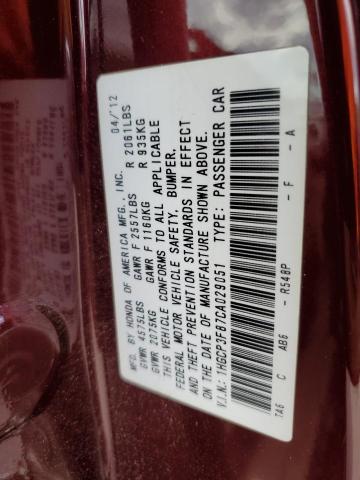 MFD. BY HONDA OF AMERICA MFG., INC. 04/12
GVWR 4575LBS GAWR F 2557LBS R 2061LBS
GVWR 2075KG GAWR F 1160KG R 935KG
THIS VEHICLE CONFORMS TO ALL APPLICABLE
FEDERAL MOTOR VEHICLE SAFETY, BUMPER,
AND THEFT PREVENTION STANDARDS IN EFFECT
ON THE DATE OF MANUFACTURE SHOWN ABOVE.
V.I.N.: 1HGCP3F87CA029051 TYPE: PASSENGER CAR
TA6 C AB6 - R548P - F - A